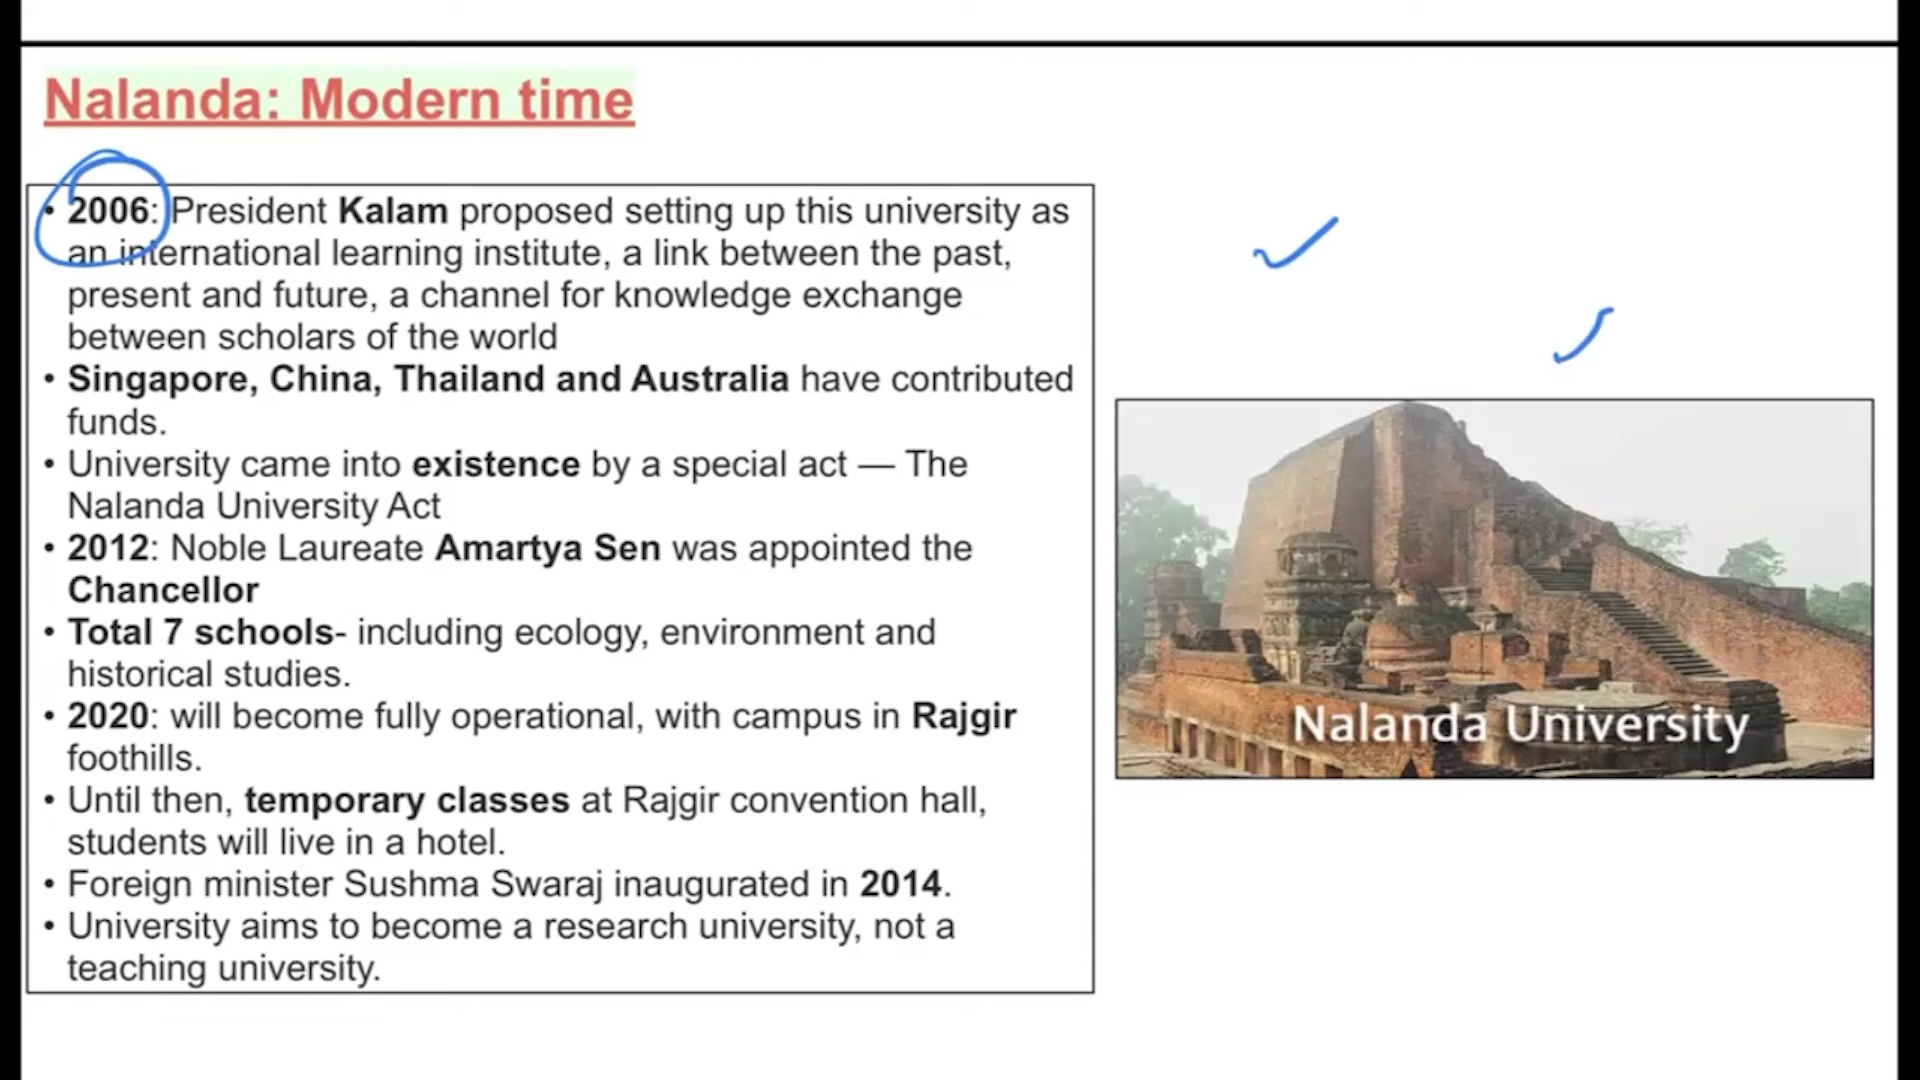 Nalanda: Modern time
• 2006: President Kalam proposed setting up this university as
an international learning institute, a link between the past,
present and future, a channel for knowledge exchange
between scholars of the world
• Singapore, China, Thailand and Australia have contributed
funds.
• University came into existence by a special act — The
Nalanda University Act
• 2012: Noble Laureate Amartya Sen was appointed the
Chancellor
• Total 7 schools- including ecology, environment and
historical studies.
• 2020: will become fully operational, with campus in Rajgir
foothills.
• Until then, temporary classes at Rajgir convention hall,
students will live in a hotel.
• Foreign minister Sushma Swaraj inaugurated in 2014.
• University aims to become a research university, not a
teaching university.
Nalanda University